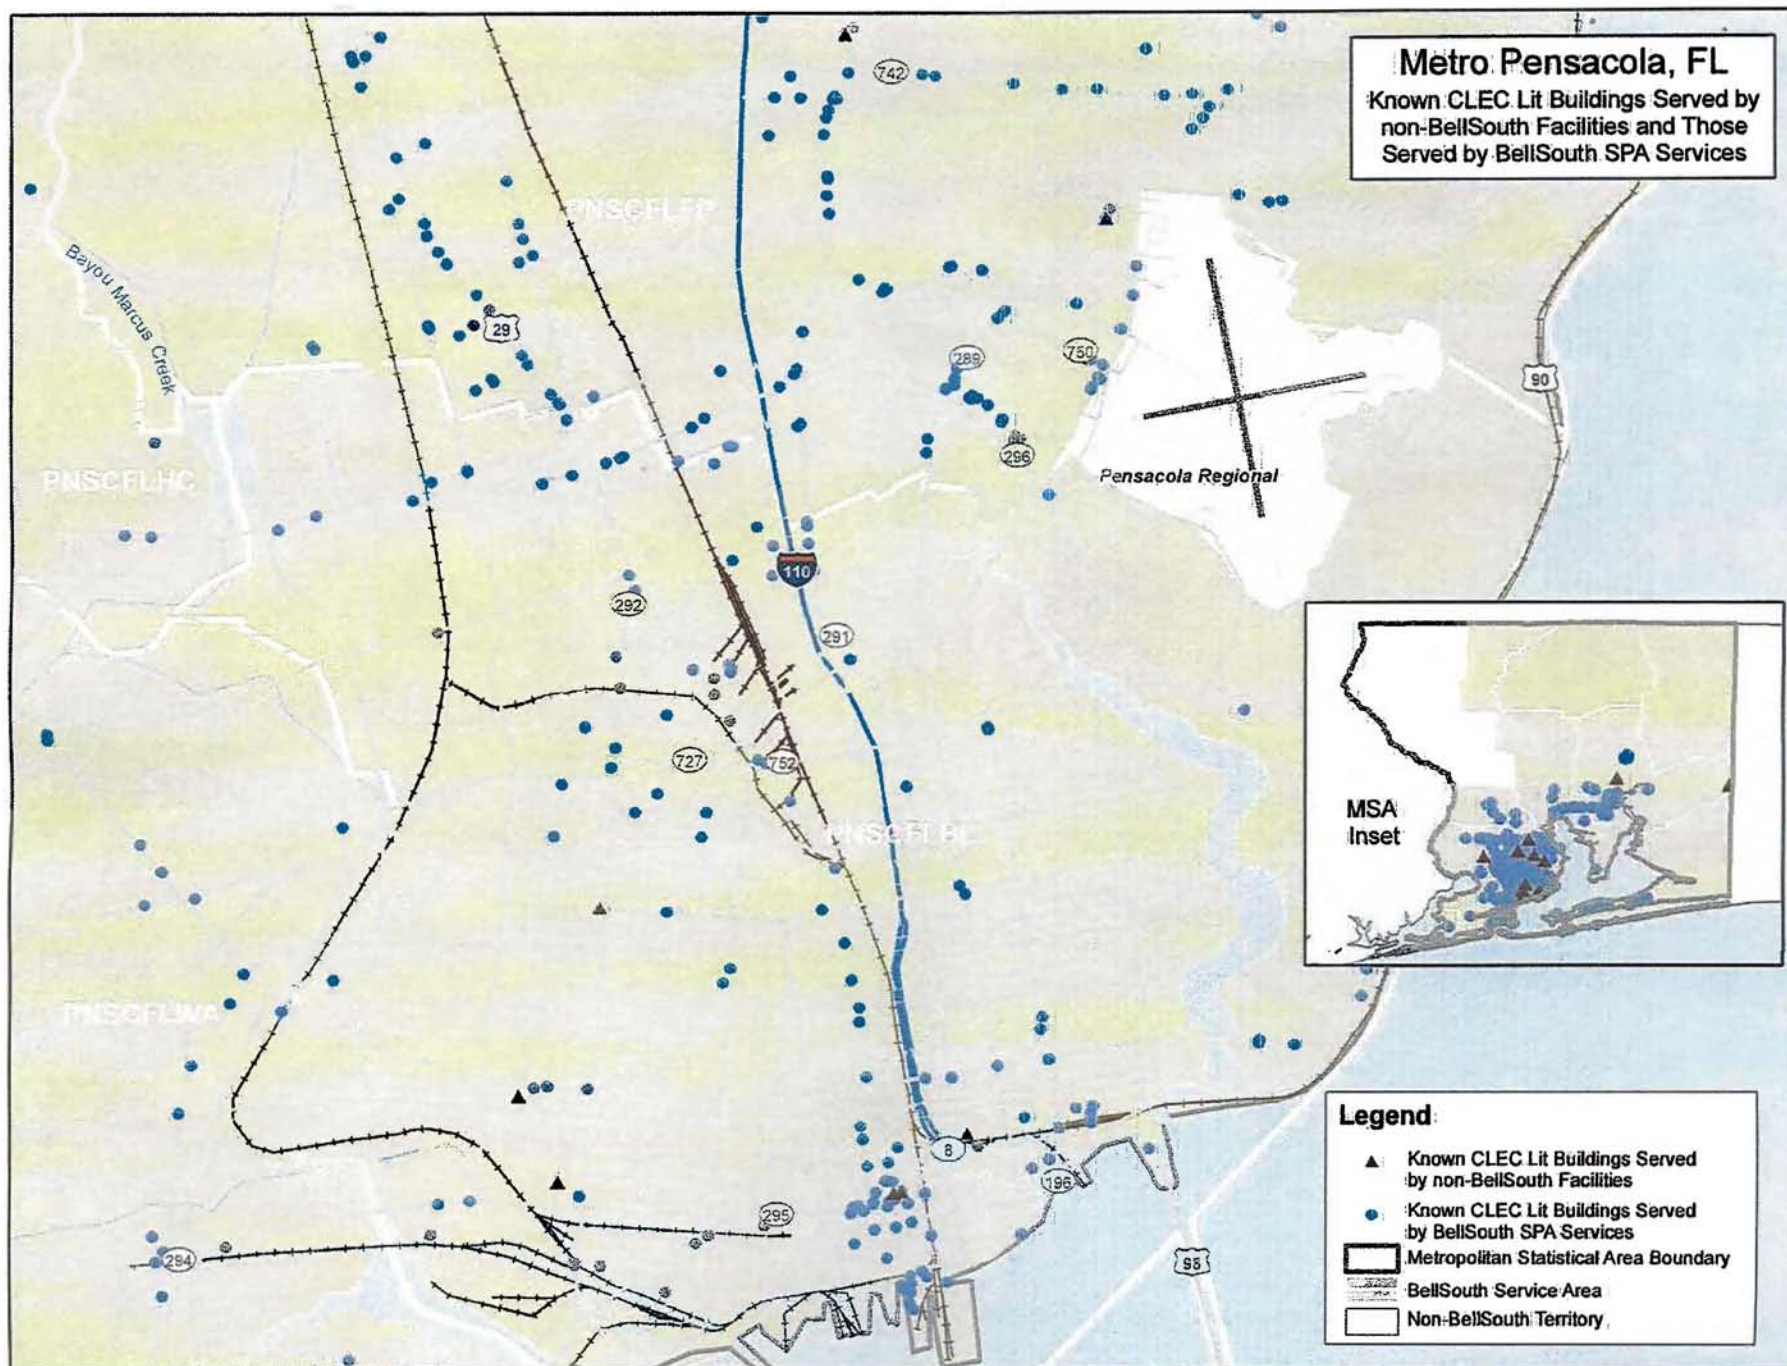 Metro Pensacola, FL
Known CLEC Lit Buildings Served by
non-BellSouth Facilities and Those
Served by BellSouth SPA Services
742
PNSCFLFP
Bayou Marcus Creek
29
289
750
90
296
PNSCFLHC
Pensacola Regional
110
292
291
727
752
PNSCFLBL
MSA
Inset
PNSCFLWA
8
196
295
294
98
Legend
Known CLEC Lit Buildings Served
by non-BellSouth Facilities
Known CLEC Lit Buildings Served
by BellSouth SPA Services
Metropolitan Statistical Area Boundary
BellSouth Service Area
Non-BellSouth Territory